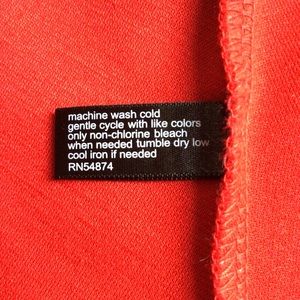 machine wash cold
gentle cycle with like colors
only non-chlorine bleach
when needed tumble dry low
cool iron if needed
RN54874